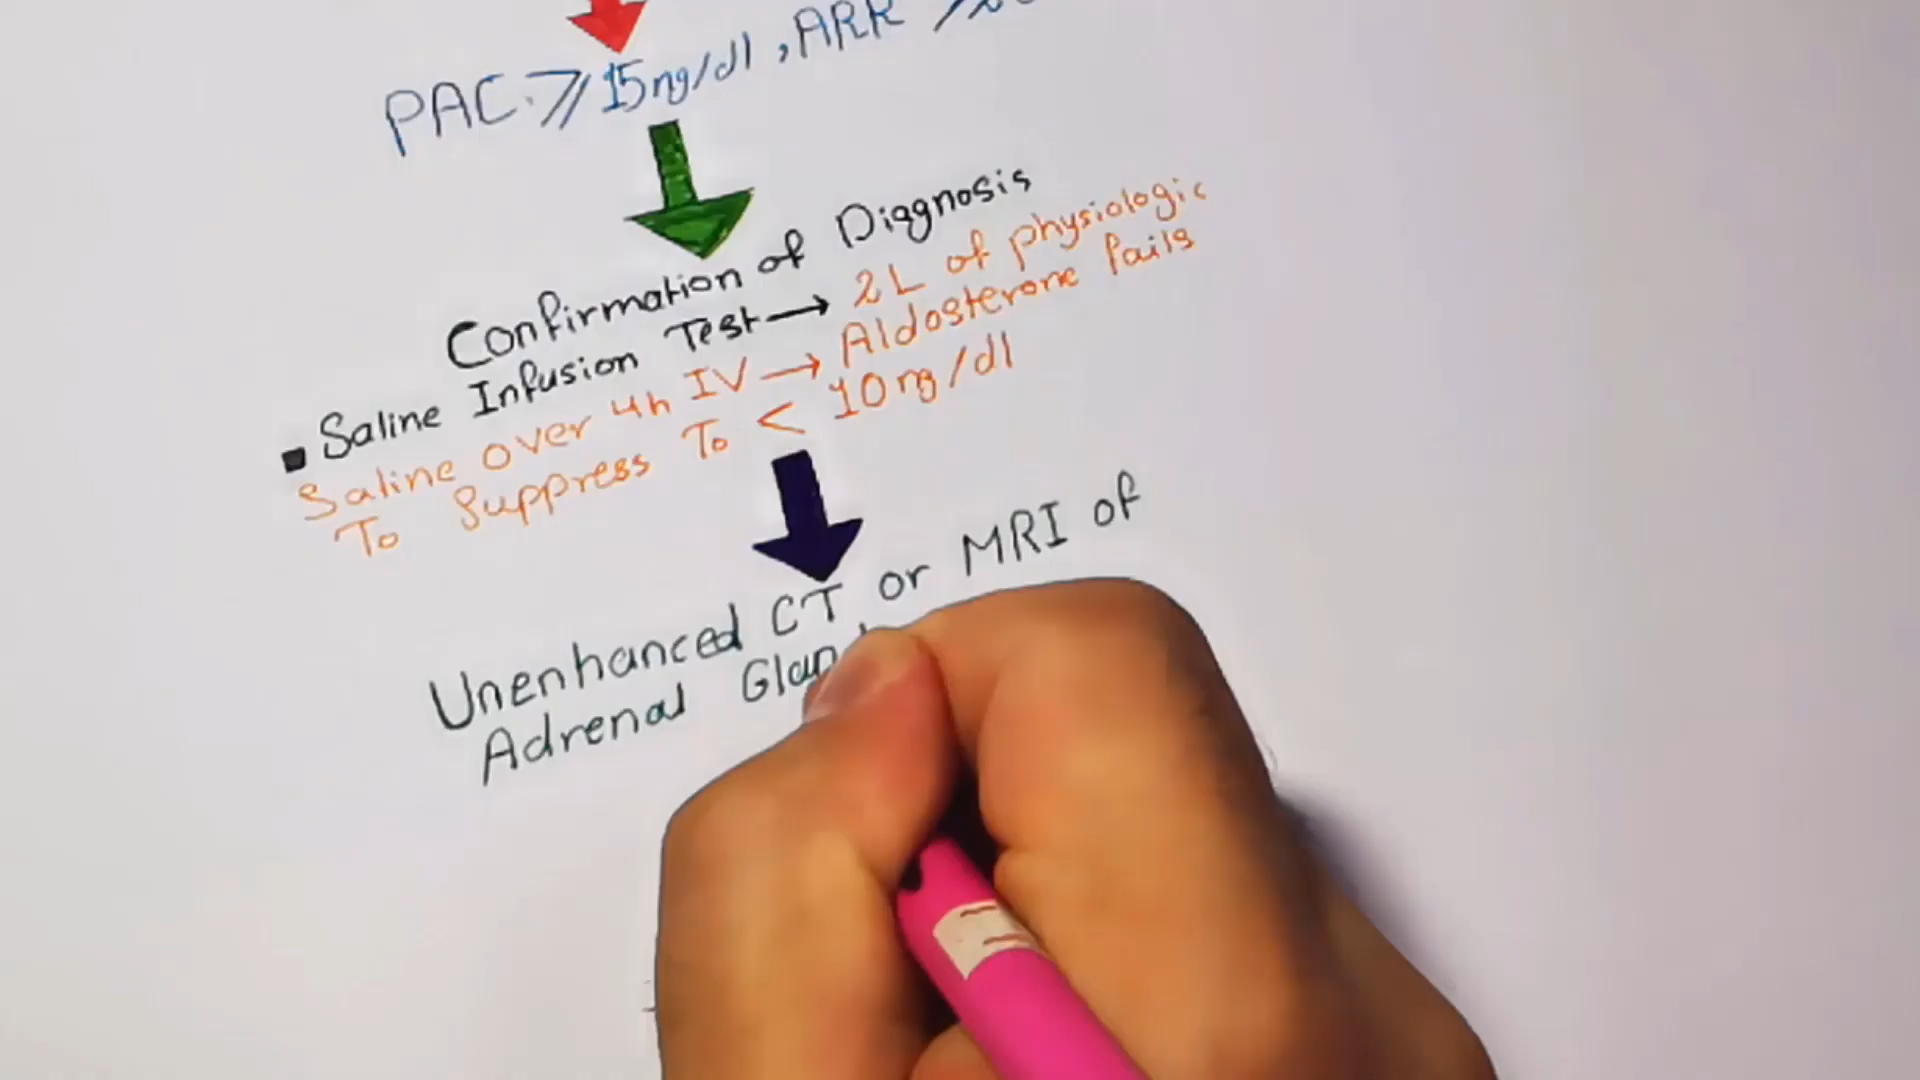 PAC ⩾ 15ng/dl , ARR
Confirmation of Diagnosis
▪ Saline Infusion Test → 2L of physiologic
Saline over 4h IV → Aldosterone fails
To Suppress To < 10ng/dl
Unenhanced CT or MRI of
Adrenal